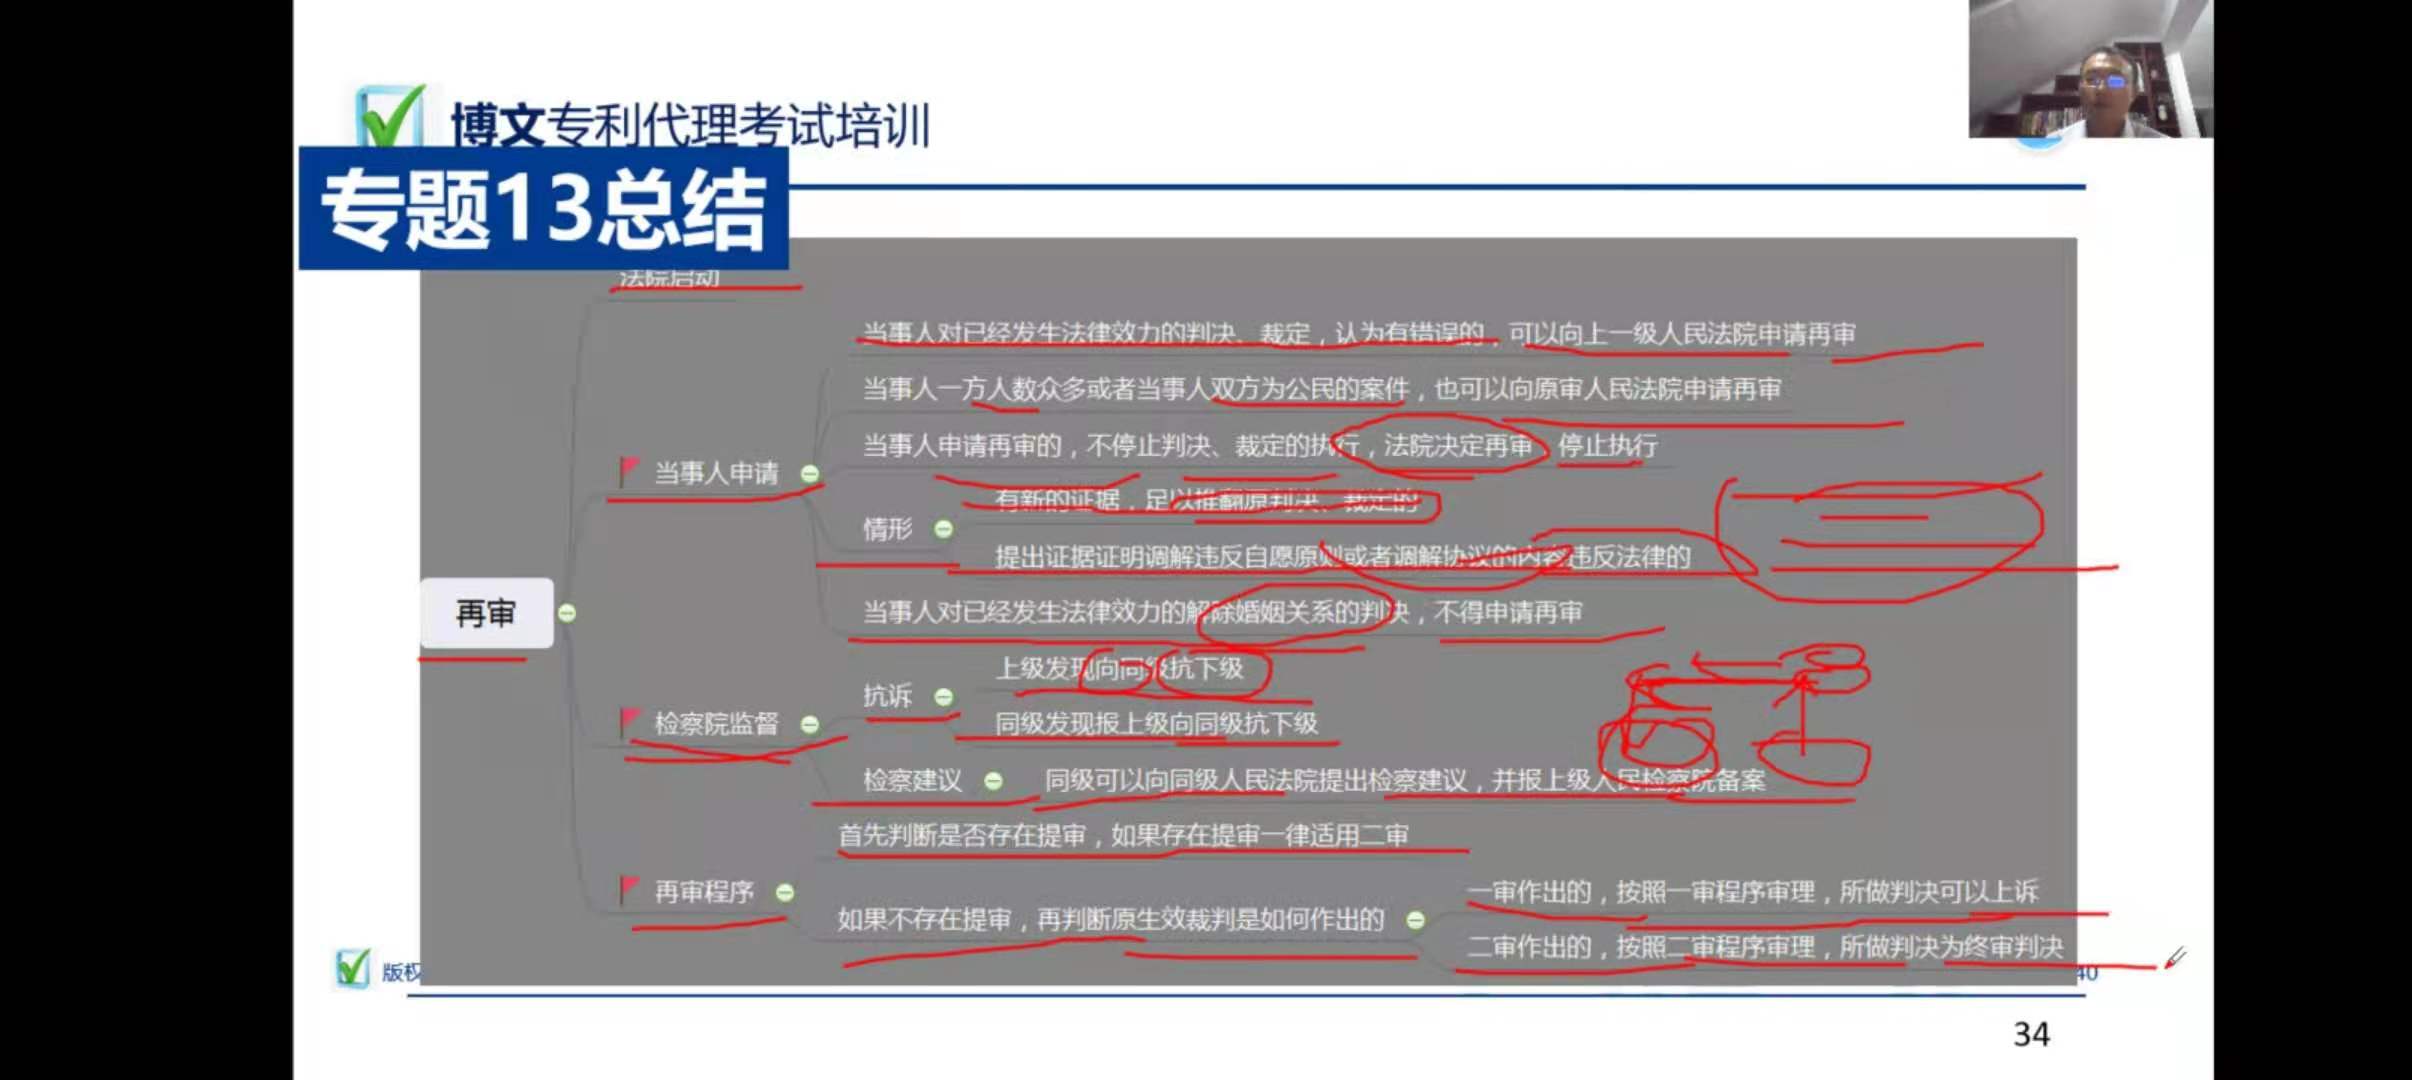 博文专利代理考试培训
专题13总结
法院启动
当事人对已经发生法律效力的判决、裁定，认为有错误的，可以向上一级人民法院申请再审
当事人一方人数众多或者当事人双方为公民的案件，也可以向原审人民法院申请再审
当事人申请再审的，不停止判决、裁定的执行，法院决定再审 停止执行
当事人申请
有新的证据，足以推翻原判决、裁定的
情形
提出证据证明调解违反自愿原则或者调解协议的内容违反法律的
再审
当事人对已经发生法律效力的解除婚姻关系的判决，不得申请再审
上级发现向同级抗下级
抗诉
检察院监督
同级发现报上级向同级抗下级
检察建议
同级可以向同级人民法院提出检察建议，并报上级人民检察院备案
首先判断是否存在提审，如果存在提审一律适用二审
再审程序
一审作出的，按照一审程序审理，所做判决可以上诉
如果不存在提审，再判断原生效裁判是如何作出的
二审作出的，按照二审程序审理，所做判决为终审判决
版权
40
34